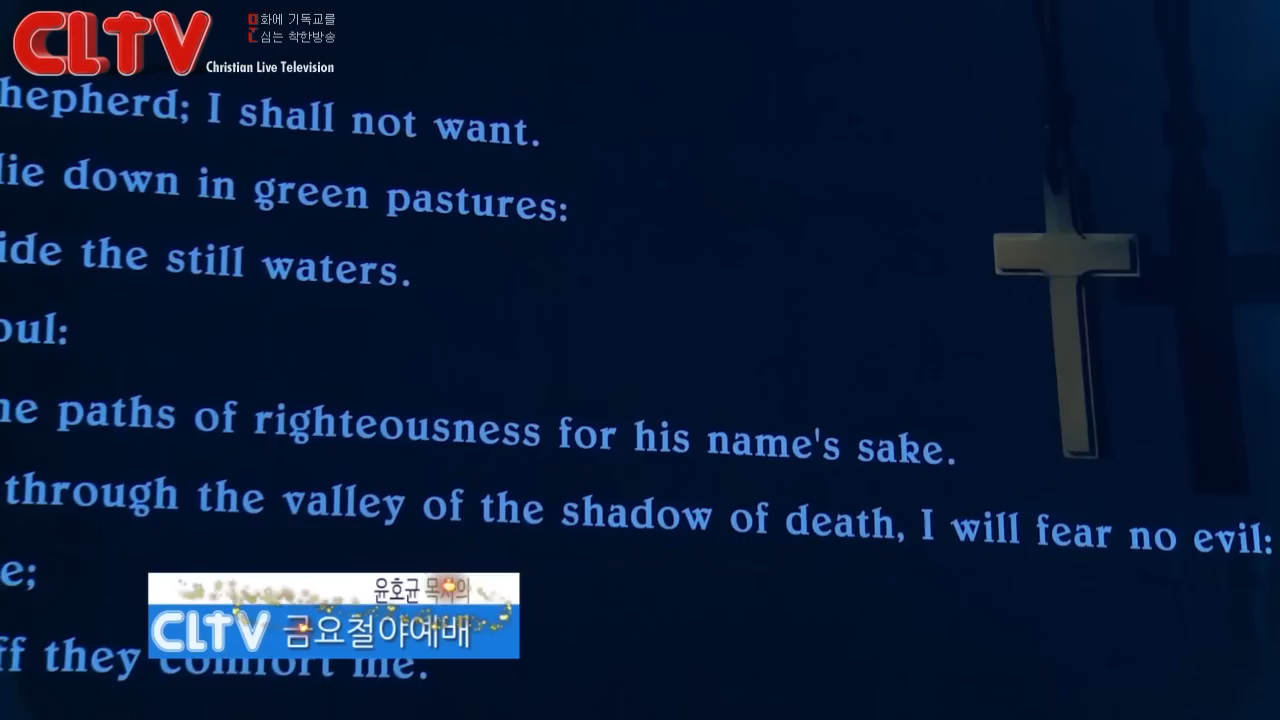 CLTV
문화에 기독교를
심는 착한방송
Christian Live Television
hepherd; I shall not want.
lie down in green pastures:
ide the still waters.
oul:
he paths of righteousness for his name's sake.
through the valley of the shadow of death, I will fear no evil:
e;
ff they comfort me.
윤호균 목사의
CLTV 금요철야예배